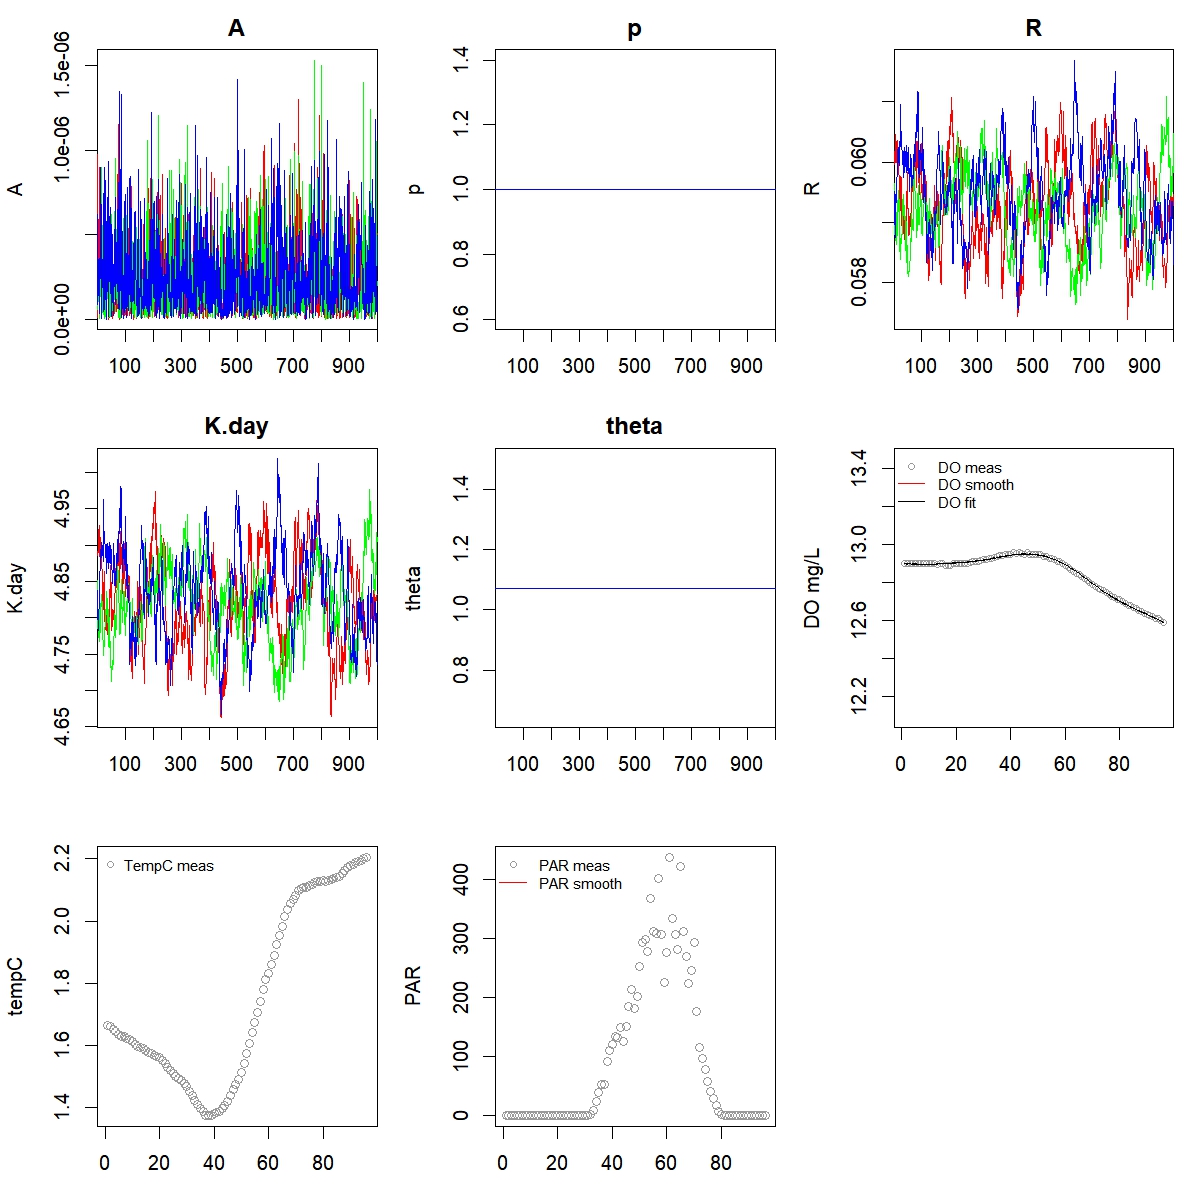 A
A
0.0e+00
1.0e-06
1.5e-06
100 300 500 700 900
p
p
0.6
0.8
1.0
1.2
1.4
100 300 500 700 900
R
R
0.058
0.060
100 300 500 700 900
K.day
K.day
4.65
4.75
4.85
4.95
100 300 500 700 900
theta
theta
0.8
1.0
1.2
1.4
100 300 500 700 900
DO mg/L
12.2
12.6
13.0
13.4
DO meas
DO smooth
DO fit
0 20 40 60 80
tempC
1.4
1.6
1.8
2.0
2.2
TempC meas
0 20 40 60 80
PAR
0
100
200
300
400
PAR meas
PAR smooth
0 20 40 60 80